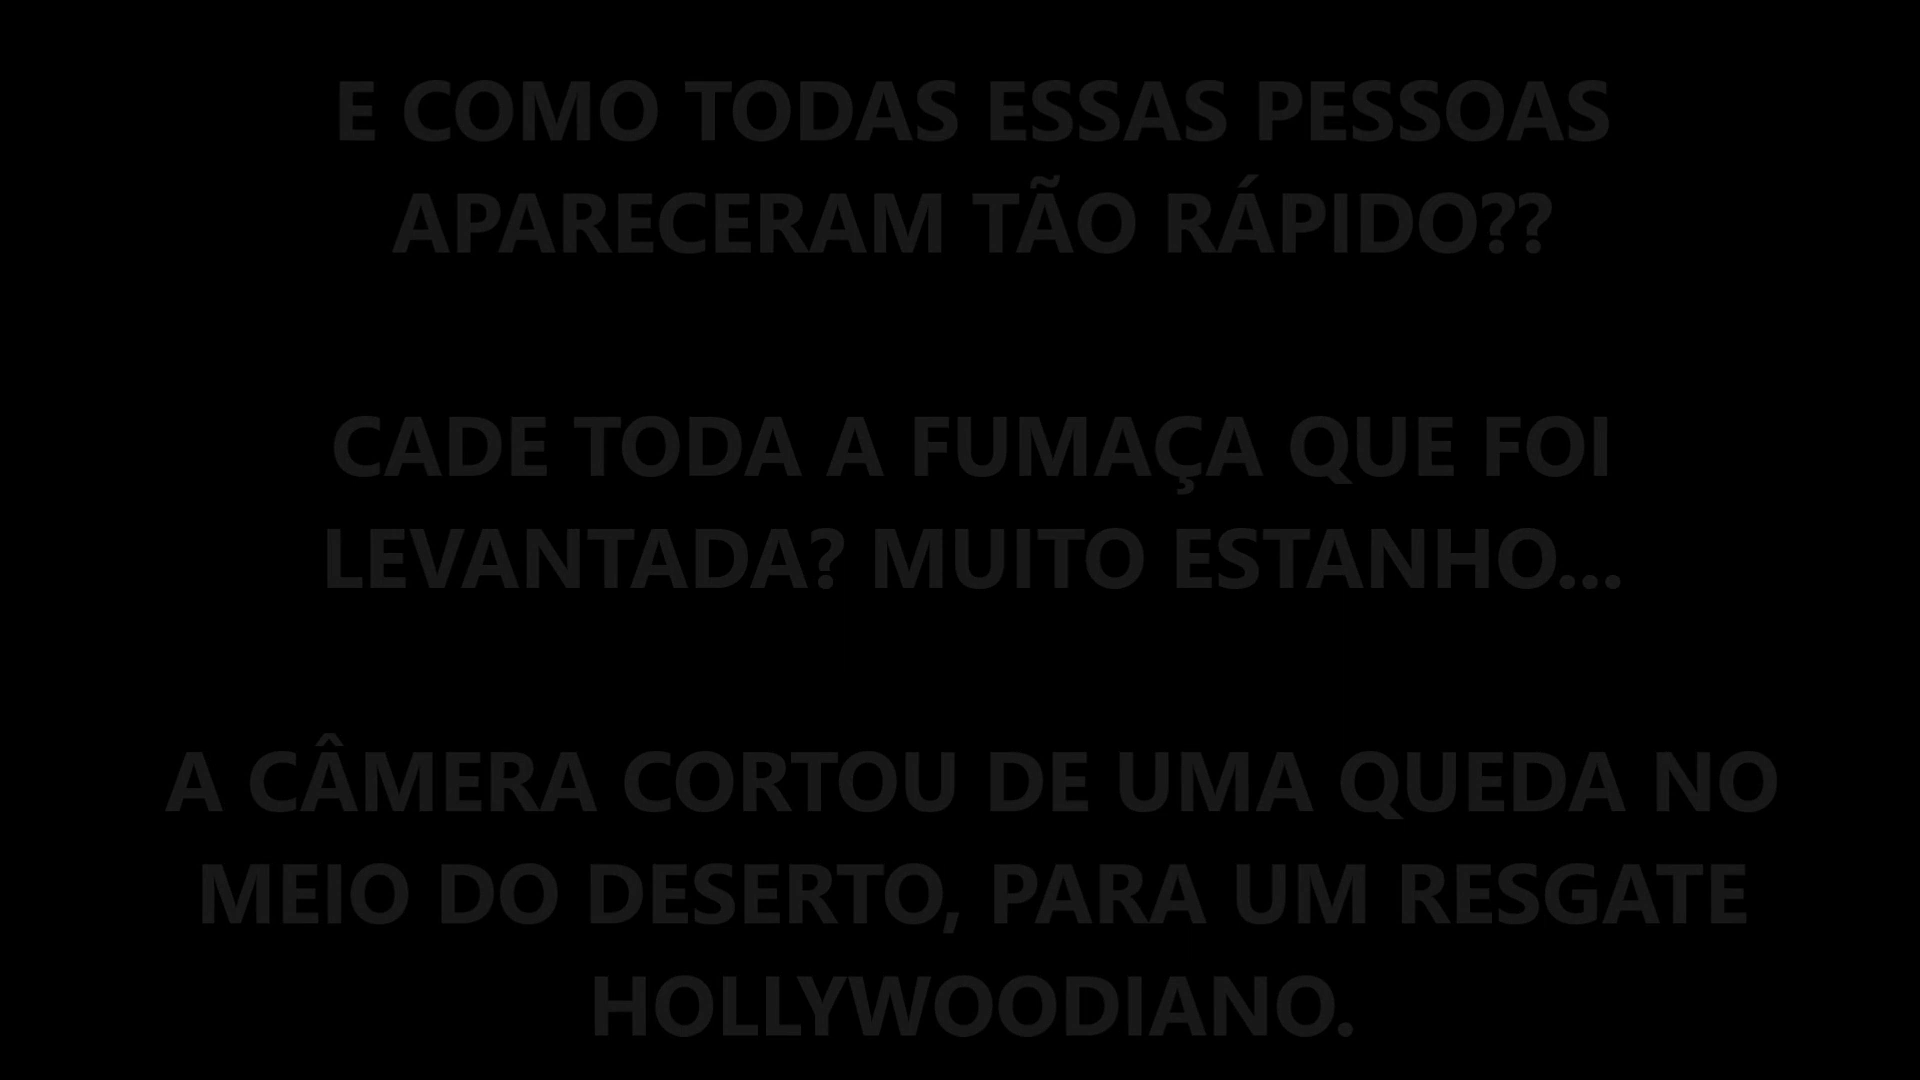 E COMO TODAS ESSAS PESSOAS
APARECERAM TÃO RÁPIDO??
CADE TODA A FUMAÇA QUE FOI
LEVANTADA? MUITO ESTANHO...
A CÂMERA CORTOU DE UMA QUEDA NO
MEIO DO DESERTO, PARA UM RESGATE
HOLLYWOODIANO.